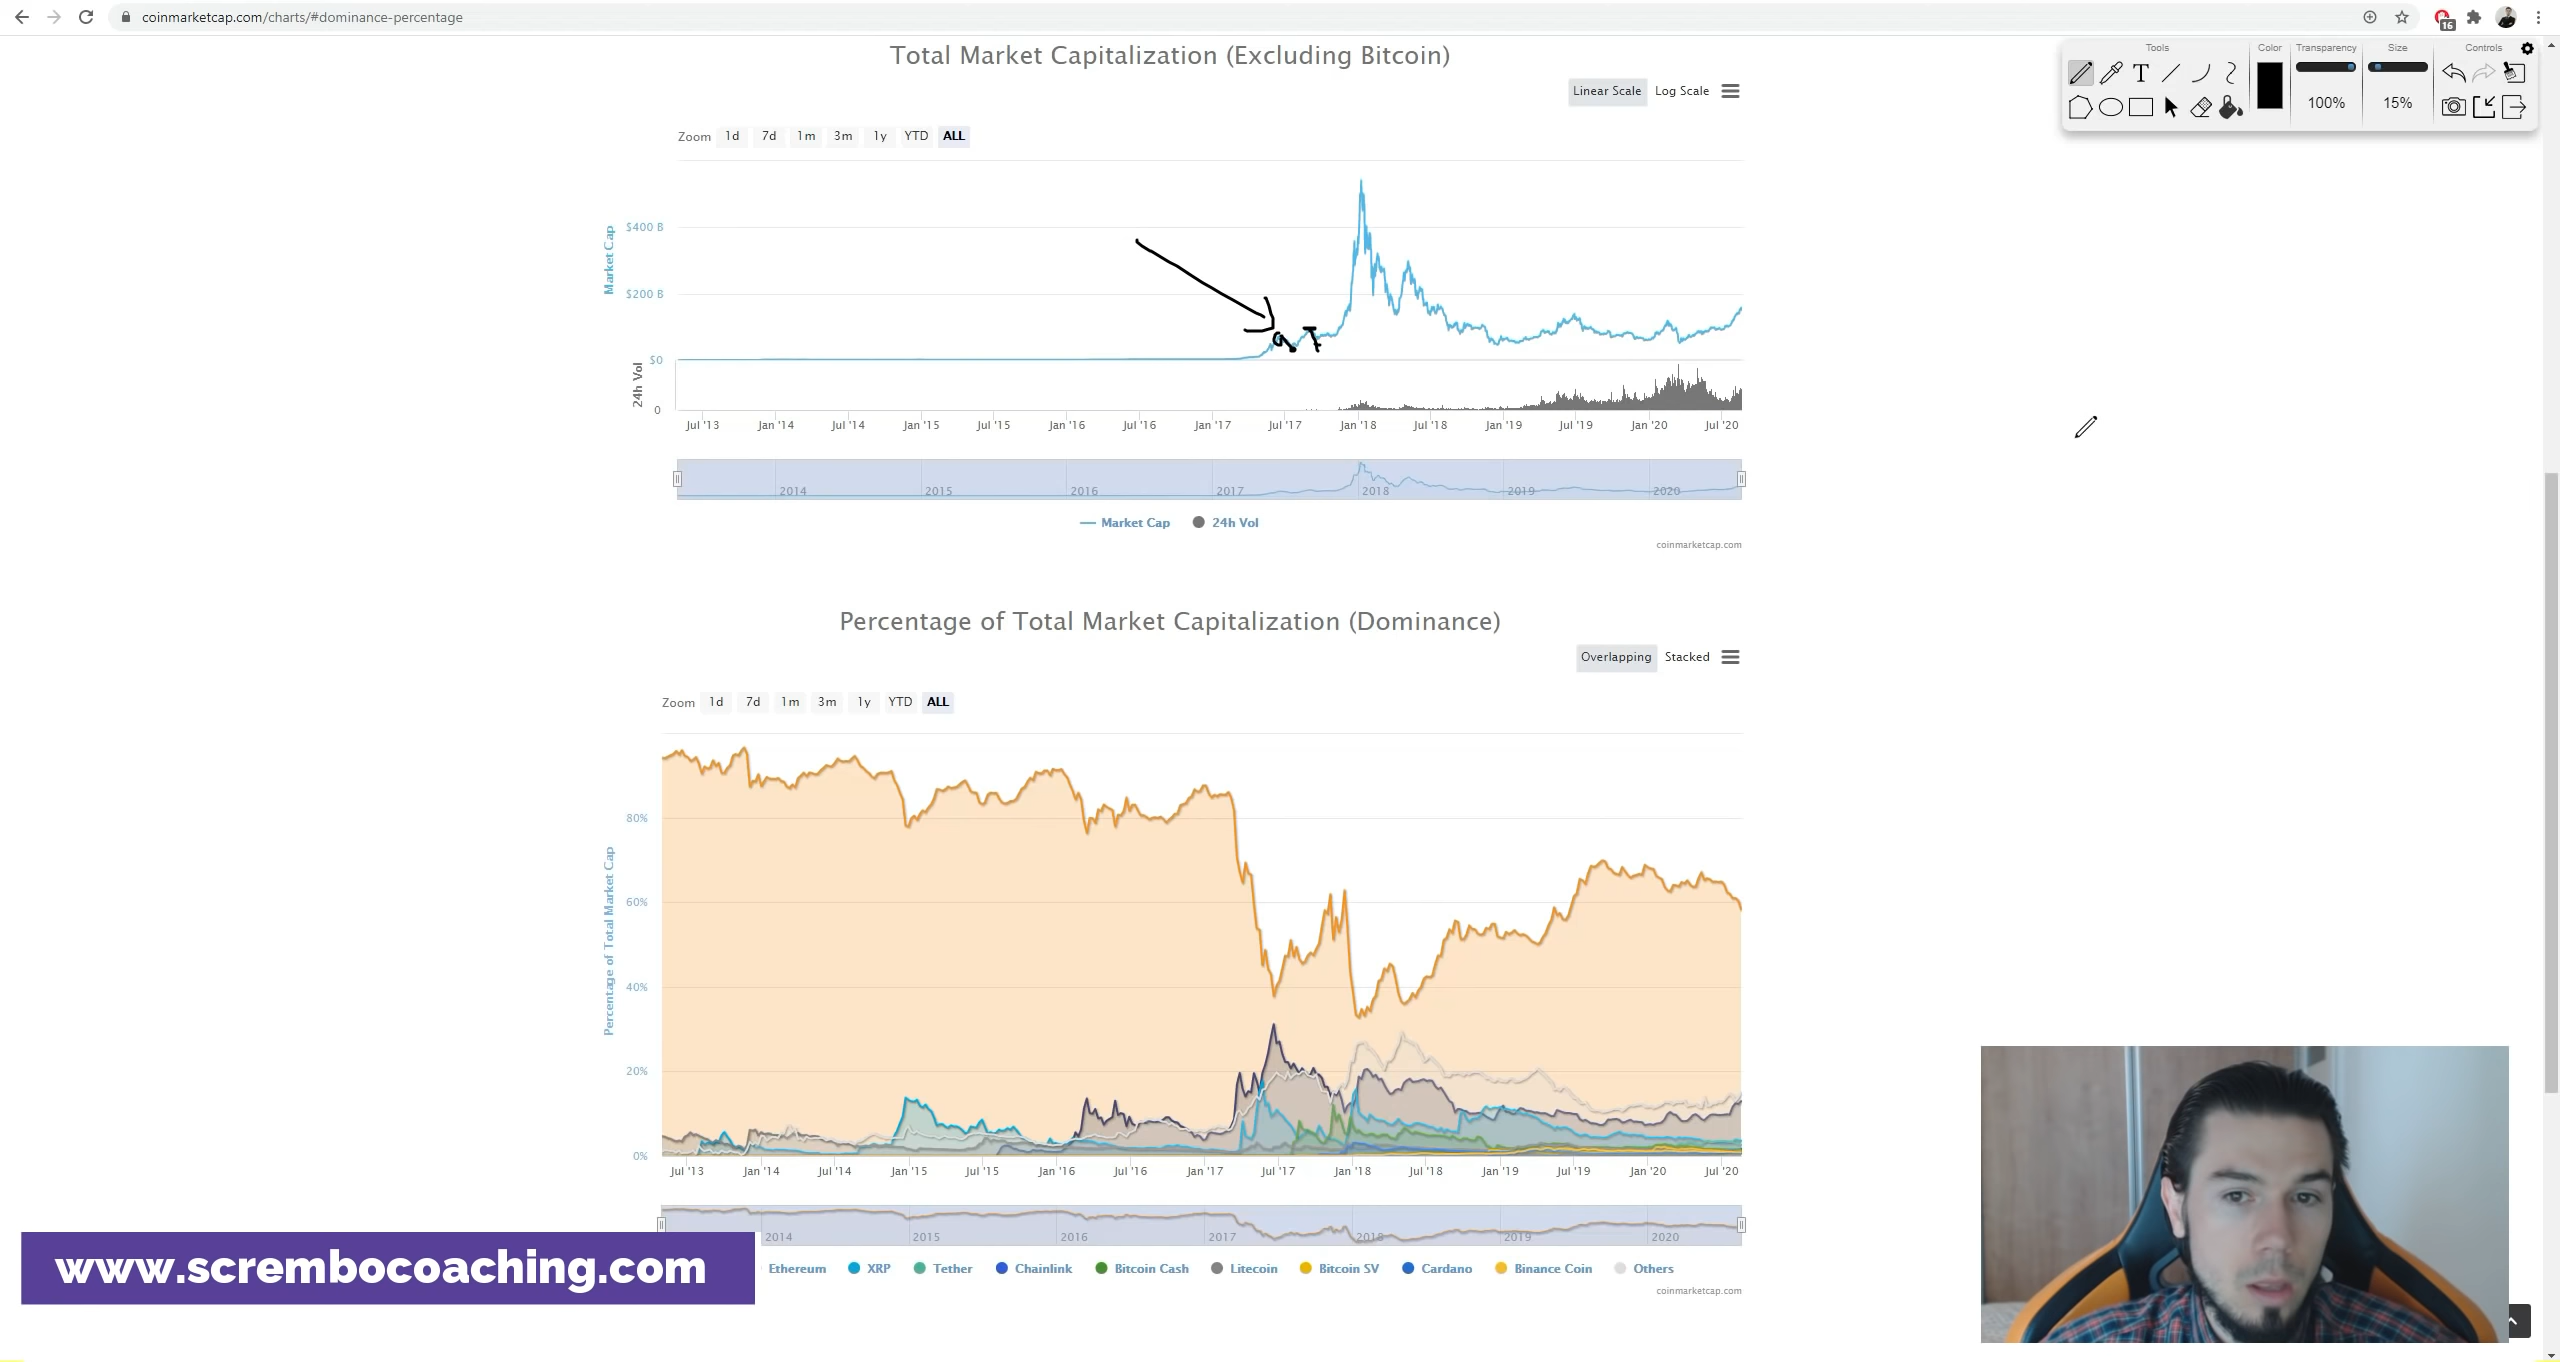 coinmarketcap.com/charts/#dominance-percentage
16
Total Market Capitalization (Excluding Bitcoin)
Tools
Color
Transparency
Size
Controls
T
100%
15%
Linear Scale
Log Scale
Zoom 1d 7d 1m 3m 1y YTD ALL
Market Cap
$400 B
$200 B
$0
24h Vol
0
Jul '13 Jan '14 Jul '14 Jan '15 Jul '15 Jan '16 Jul '16 Jan '17 Jul '17 Jan '18 Jul '18 Jan '19 Jul '19 Jan '20 Jul '20
2014 2015 2016 2017 2018 2019 2020
Market Cap 24h Vol
coinmarketcap.com
Percentage of Total Market Capitalization (Dominance)
Overlapping Stacked
Zoom 1d 7d 1m 3m 1y YTD ALL
Percentage of Total Market Cap
80%
60%
40%
20%
0%
Jul '13 Jan '14 Jul '14 Jan '15 Jul '15 Jan '16 Jul '16 Jan '17 Jul '17 Jan '18 Jul '18 Jan '19 Jul '19 Jan '20 Jul '20
2014 2015 2016 2017 2018 2019 2020
www.scrembocoaching.com
Ethereum XRP Tether Chainlink Bitcoin Cash Litecoin Bitcoin SV Cardano Binance Coin Others
coinmarketcap.com